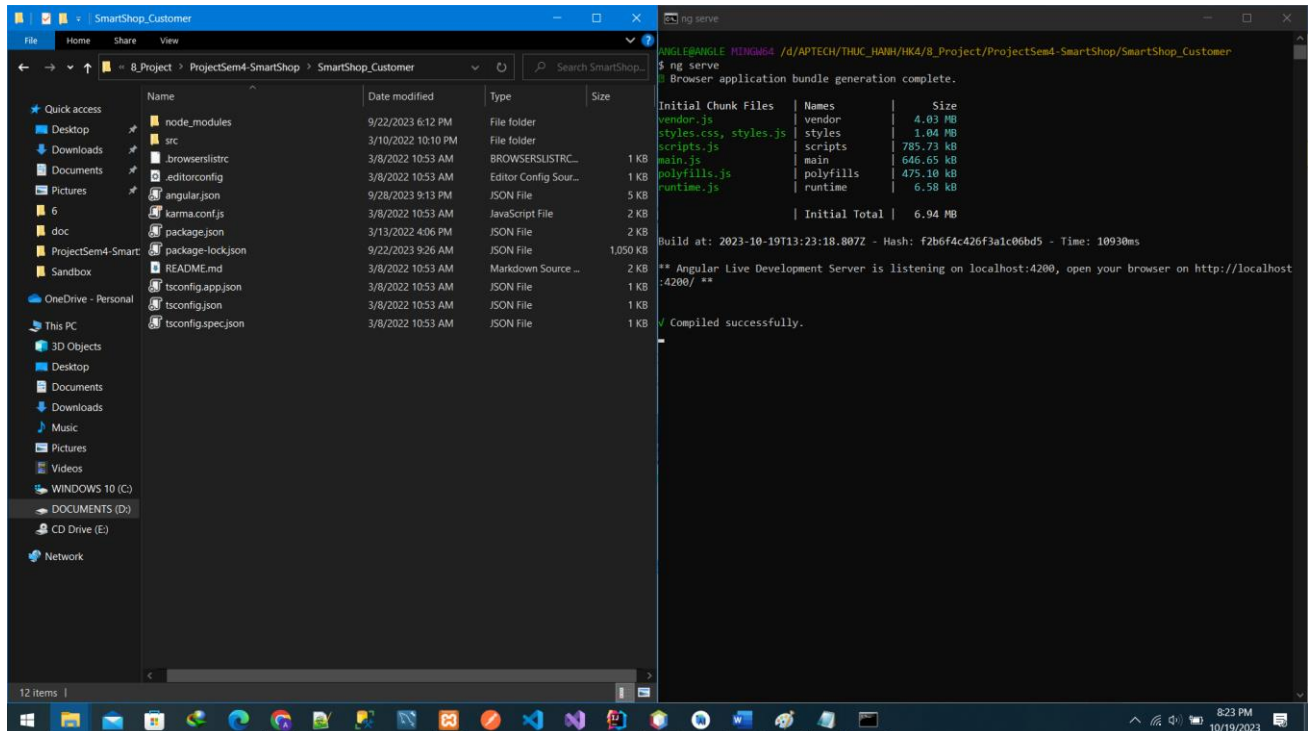 SmartShop_Customer
File Home Share View
8_Project > ProjectSem4-SmartShop > SmartShop_Customer
Search SmartShop...
Name Date modified Type Size
Quick access
Desktop
Downloads
Documents
Pictures
6
doc
ProjectSem4-Smart
Sandbox
OneDrive - Personal
This PC
3D Objects
Desktop
Documents
Downloads
Music
Pictures
Videos
WINDOWS 10 (C:)
DOCUMENTS (D:)
CD Drive (E:)
Network
node_modules 9/22/2023 6:12 PM File folder
src 3/10/2022 10:10 PM File folder
.browserslistrc 3/8/2022 10:53 AM BROWSERSLISTRC... 1 KB
.editorconfig 3/8/2022 10:53 AM Editor Config Sour... 1 KB
angular.json 9/28/2023 9:13 PM JSON File 5 KB
karma.conf.js 3/8/2022 10:53 AM JavaScript File 2 KB
package.json 3/13/2022 4:06 PM JSON File 2 KB
package-lock.json 9/22/2023 9:26 AM JSON File 1,050 KB
README.md 3/8/2022 10:53 AM Markdown Source ... 2 KB
tsconfig.app.json 3/8/2022 10:53 AM JSON File 1 KB
tsconfig.json 3/8/2022 10:53 AM JSON File 1 KB
tsconfig.spec.json 3/8/2022 10:53 AM JSON File 1 KB
12 items
ng serve
ANGLE@ANGLE MINGW64 /d/APTECH/THUC_HANH/HK4/8_Project/ProjectSem4-SmartShop/SmartShop_Customer
$ ng serve
Browser application bundle generation complete.
Initial Chunk Files | Names | Size
vendor.js | vendor | 4.03 MB
styles.css, styles.js | styles | 1.04 MB
scripts.js | scripts | 785.73 kB
main.js | main | 646.65 kB
polyfills.js | polyfills | 475.10 kB
runtime.js | runtime | 6.58 kB
| Initial Total | 6.94 MB
Build at: 2023-10-19T13:23:18.807Z - Hash: f2b6f4c426f3a1c06bd5 - Time: 10930ms
** Angular Live Development Server is listening on localhost:4200, open your browser on http://localhost
:4200/ **
√ Compiled successfully.
8:23 PM
10/19/2023